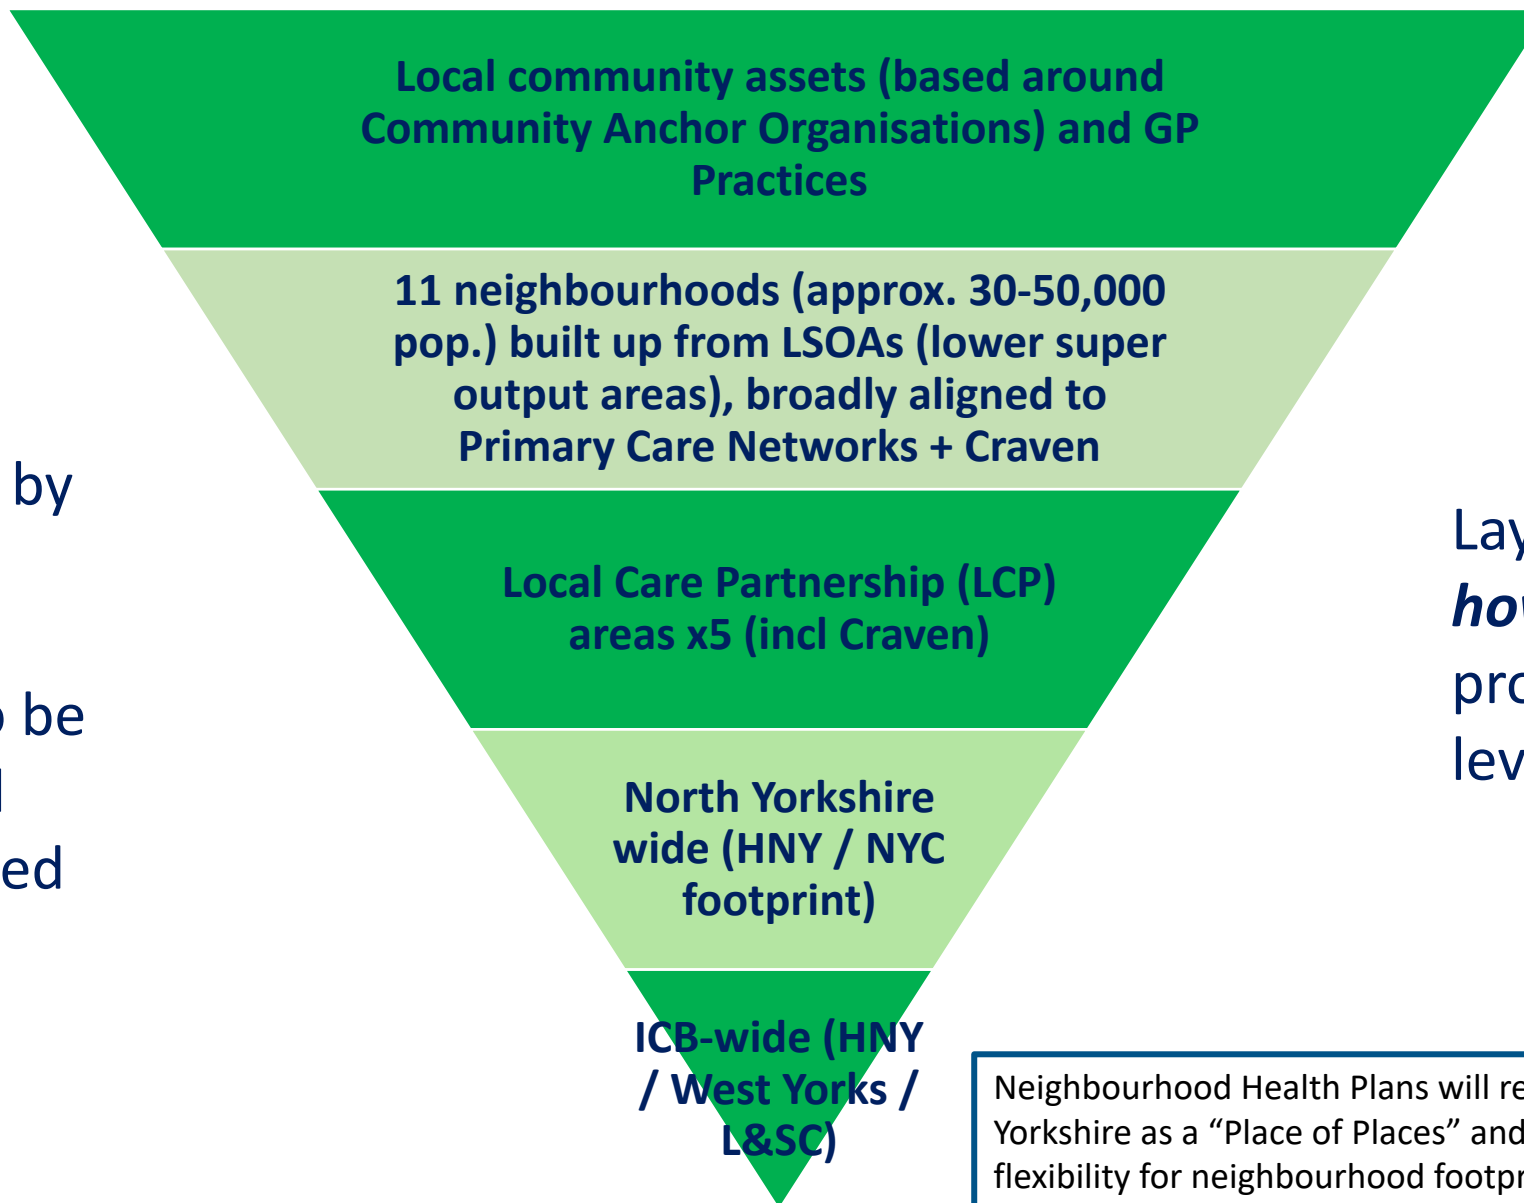 Local community assets (based around
Community Anchor Organisations) and GP
Practices
11 neighbourhoods (approx. 30-50,000
pop.) built up from LSOAs (lower super
output areas), broadly aligned to
Primary Care Networks + Craven
Local Care Partnership (LCP)
areas x5 (incl Craven)
North Yorkshire
wide (HNY / NYC
footprint)
ICB-wide (HNY
/ West Yorks /
L&SC)
by
be
Neighbourhood Health Plans will
Yorkshire as a “Place of Places” and
flexibility for neighbourhood